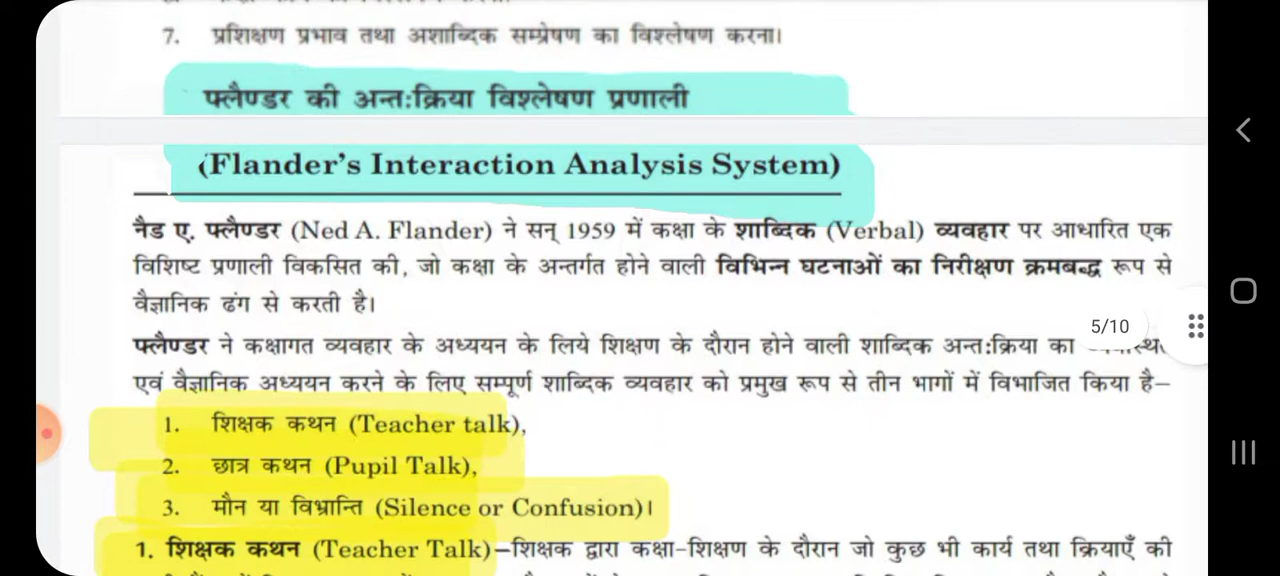 7. प्रशिक्षण प्रभाव तथा अशाब्दिक सम्प्रेषण का विश्लेषण करना।
फ्लैण्डर की अन्त:क्रिया विश्लेषण प्रणाली
(Flander's Interaction Analysis System)
नैड ए. फ्लैण्डर (Ned A. Flander) ने सन् 1959 में कक्षा के शाब्दिक (Verbal) व्यवहार पर आधारित एक
विशिष्ट प्रणाली विकसित की, जो कक्षा के अन्तर्गत होने वाली विभिन्न घटनाओं का निरीक्षण क्रमबद्ध रूप से
वैज्ञानिक ढंग से करती है।
5/10
फ्लैण्डर ने कक्षागत व्यवहार के अध्ययन के लिये शिक्षण के दौरान होने वाली शाब्दिक अन्त:क्रिया का
एवं वैज्ञानिक अध्ययन करने के लिए सम्पूर्ण शाब्दिक व्यवहार को प्रमुख रूप से तीन भागों में विभाजित किया है–
1. शिक्षक कथन (Teacher talk),
2. छात्र कथन (Pupil Talk),
3. मौन या विभ्रान्ति (Silence or Confusion)।
1. शिक्षक कथन (Teacher Talk)–शिक्षक द्वारा कक्षा-शिक्षण के दौरान जो कुछ भी कार्य तथा क्रियाएँ की